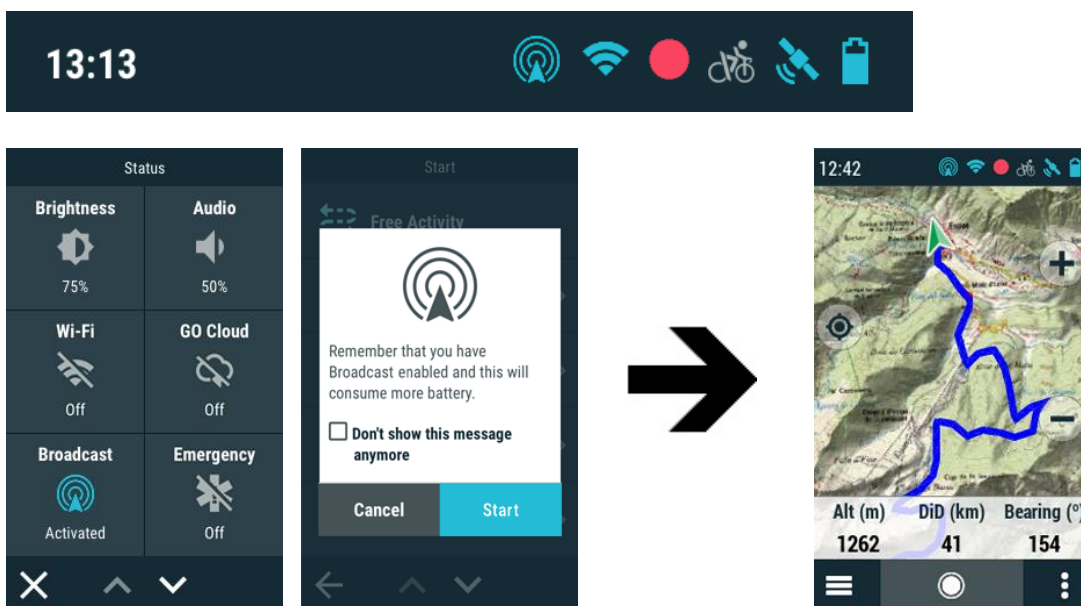 13:13
Status
Brightness
Audio
75%
50%
Wi-Fi
GO Cloud
Off
Off
Broadcast
Emergency
Activated
Off
Start
Free Activity
Remember that you have
Broadcast enabled and this will
consume more battery.
Don't show this message
anymore
Cancel
Start
12:42
Espot
Alt (m)
DiD (km)
Bearing (º)
1262
41
154